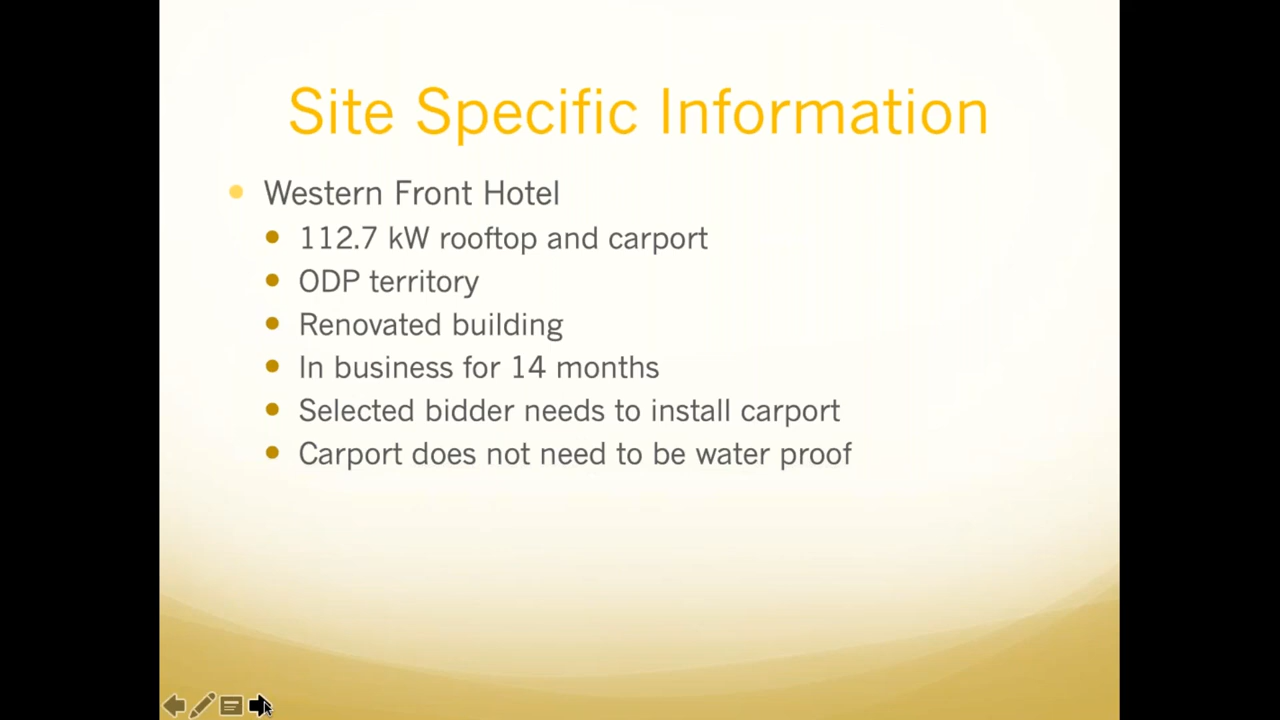 Site Specific Information
Western Front Hotel
112.7 kW rooftop and carport
ODP territory
Renovated building
In business for 14 months
Selected bidder needs to install carport
Carport does not need to be water proof